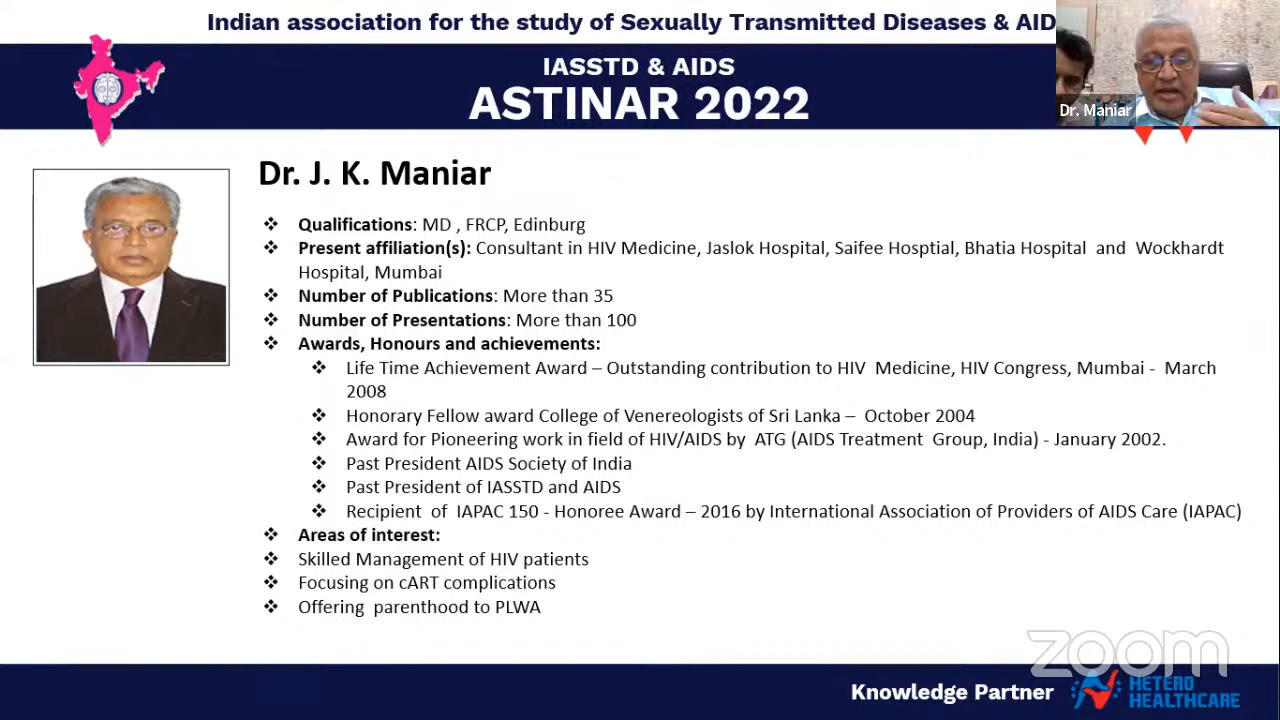 Indian association for the study of Sexually Transmitted Diseases & AID
IASSTD & AIDS
ASTINAR 2022
Dr. Maniar
Dr. J. K. Maniar
❖ Qualifications: MD , FRCP, Edinburg
❖ Present affiliation(s): Consultant in HIV Medicine, Jaslok Hospital, Saifee Hosptial, Bhatia Hospital and Wockhardt
Hospital, Mumbai
❖ Number of Publications: More than 35
❖ Number of Presentations: More than 100
❖ Awards, Honours and achievements:
❖ Life Time Achievement Award – Outstanding contribution to HIV Medicine, HIV Congress, Mumbai - March
2008
❖ Honorary Fellow award College of Venereologists of Sri Lanka – October 2004
❖ Award for Pioneering work in field of HIV/AIDS by ATG (AIDS Treatment Group, India) - January 2002.
❖ Past President AIDS Society of India
❖ Past President of IASSTD and AIDS
❖ Recipient of IAPAC 150 - Honoree Award – 2016 by International Association of Providers of AIDS Care (IAPAC)
❖ Areas of interest:
❖ Skilled Management of HIV patients
❖ Focusing on cART complications
❖ Offering parenthood to PLWA
zoom
Knowledge Partner
HETERO
HEALTHCARE